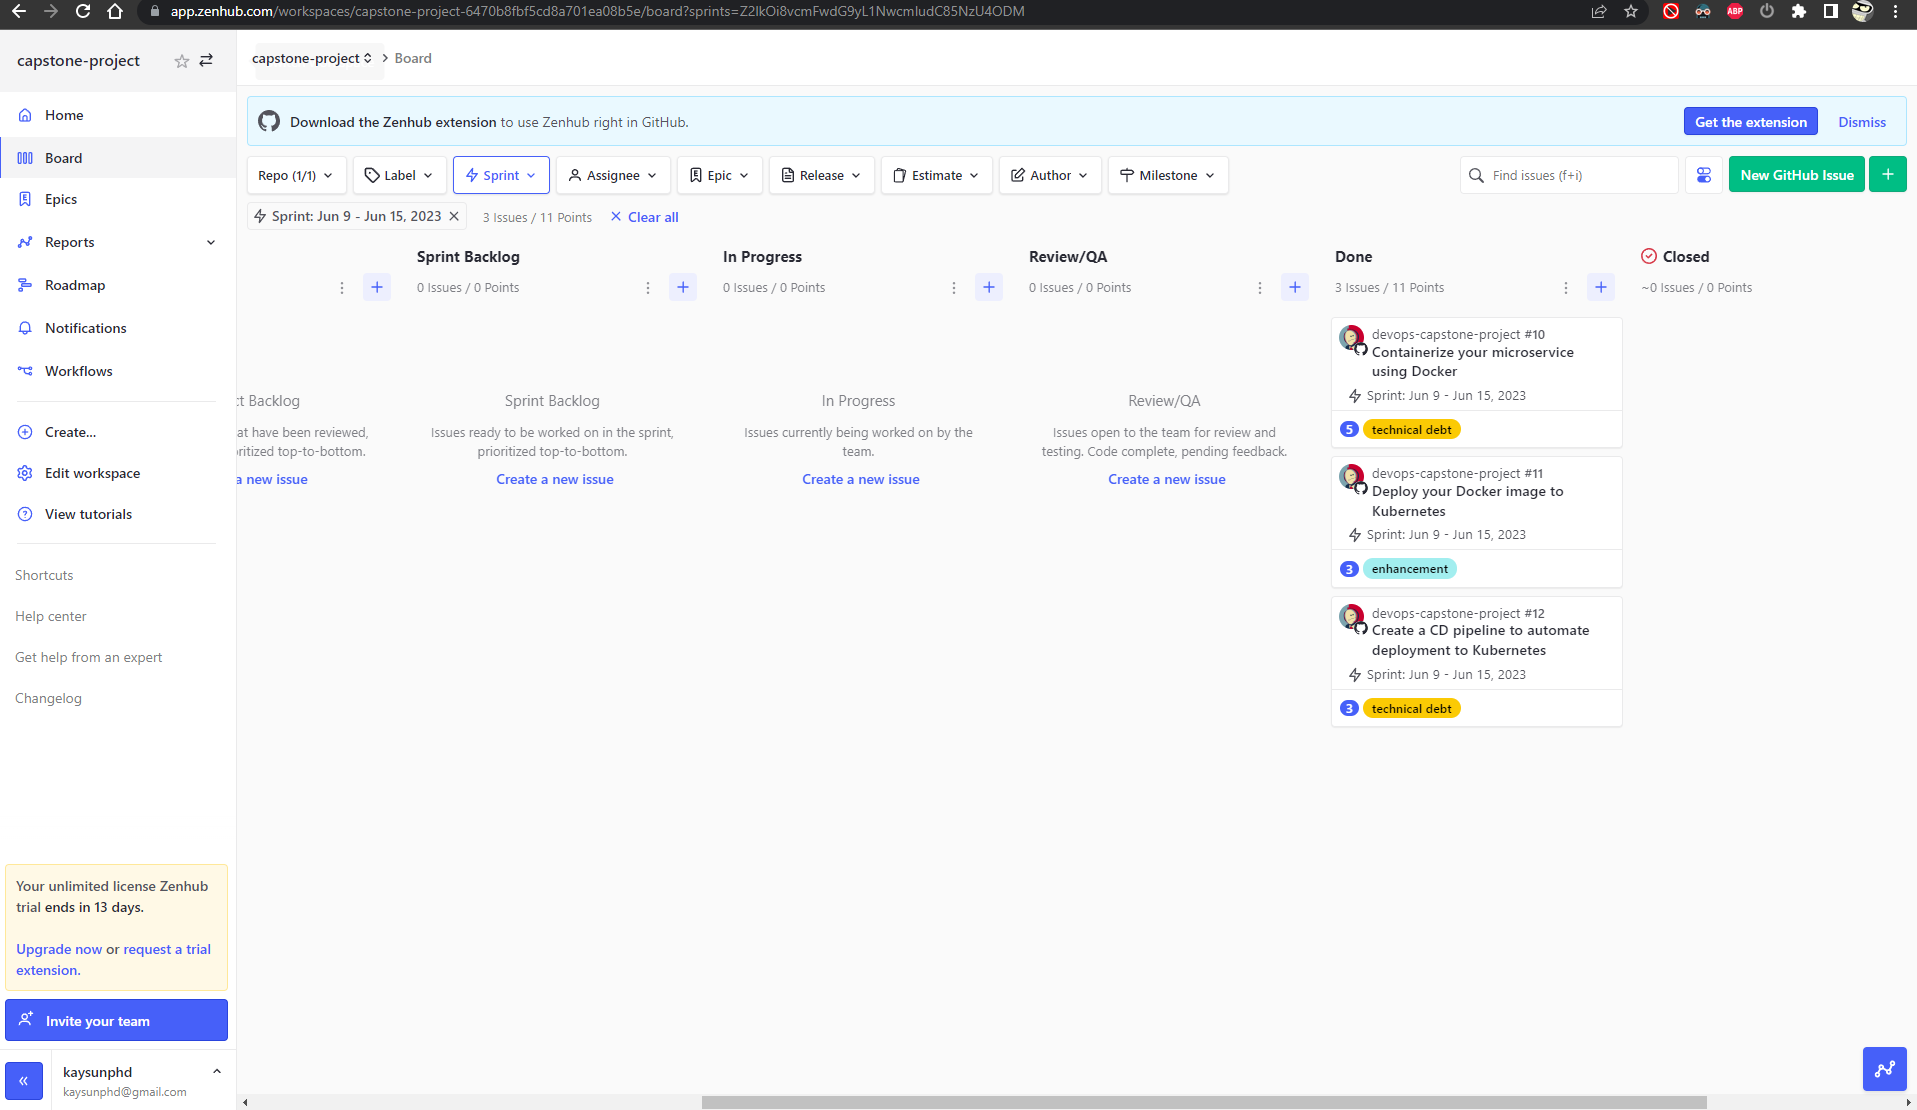 app.zenhub.com/workspaces/capstone-project-6470b8fbf5cd8a701ea08b5e/board?sprints=Z2lkOi8vcmFwdG9yL1NwcmludC85NzU4ODM
ABP
capstone-project
Home
Board
Epics
Reports
Roadmap
Notifications
Workflows
Create...
Edit workspace
View tutorials
Shortcuts
Help center
Get help from an expert
Changelog
Your unlimited license Zenhub
trial ends in 13 days.
Upgrade now or request a trial
extension.
Invite your team
kaysunphd
kaysunphd@gmail.com
capstone-project > Board
Download the Zenhub extension to use Zenhub right in GitHub.
Get the extension
Dismiss
Repo (1/1)
Label
Sprint
Assignee
Epic
Release
Estimate
Author
Milestone
Find issues (f+i)
New GitHub Issue
+
Sprint: Jun 9 - Jun 15, 2023
3 Issues / 11 Points
Clear all
ct Backlog
at have been reviewed,
ritized top-to-bottom.
a new issue
Sprint Backlog
0 Issues / 0 Points
Sprint Backlog
Issues ready to be worked on in the sprint,
prioritized top-to-bottom.
Create a new issue
In Progress
0 Issues / 0 Points
In Progress
Issues currently being worked on by the
team.
Create a new issue
Review/QA
0 Issues / 0 Points
Review/QA
Issues open to the team for review and
testing. Code complete, pending feedback.
Create a new issue
Done
3 Issues / 11 Points
devops-capstone-project #10
Containerize your microservice
using Docker
Sprint: Jun 9 - Jun 15, 2023
5 technical debt
devops-capstone-project #11
Deploy your Docker image to
Kubernetes
Sprint: Jun 9 - Jun 15, 2023
3 enhancement
devops-capstone-project #12
Create a CD pipeline to automate
deployment to Kubernetes
Sprint: Jun 9 - Jun 15, 2023
3 technical debt
Closed
~0 Issues / 0 Points